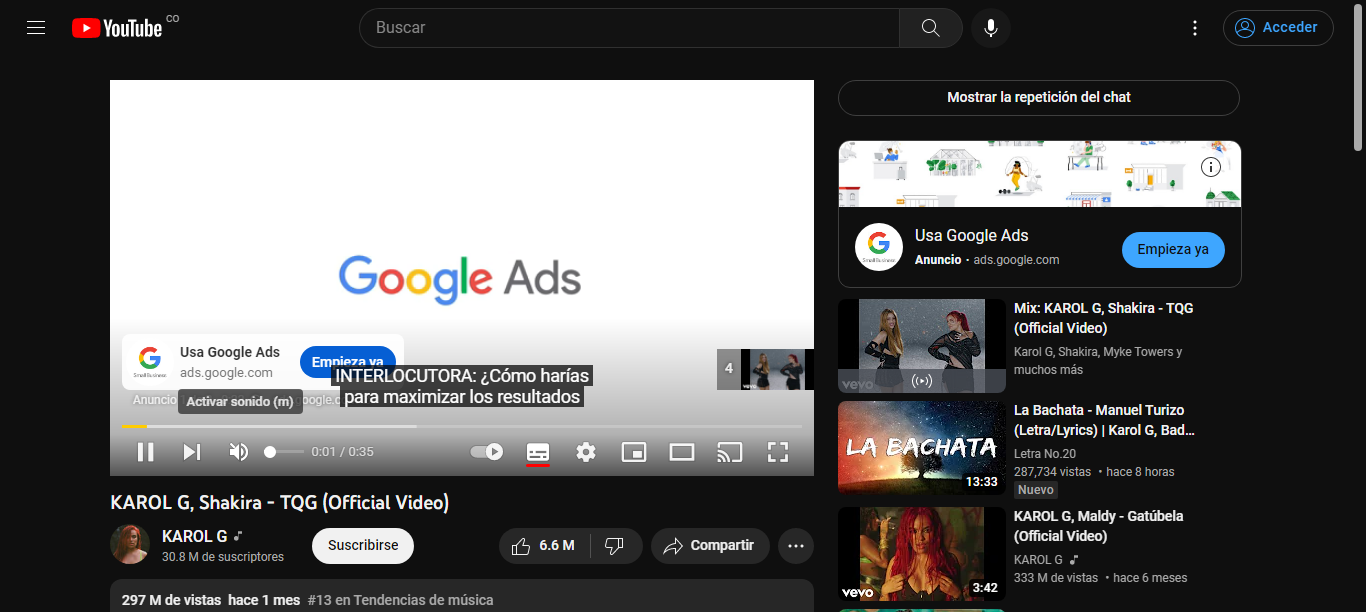 YouTube CO
Buscar
Acceder
Google Ads
Usa Google Ads
ads.google.com
Empieza ya
Anuncio
Activar sonido (m)
INTERLOCUTORA: ¿Cómo harías
para maximizar los resultados
4
0:01 / 0:35
KAROL G, Shakira - TQG (Official Video)
KAROL G
30.8 M de suscriptores
Suscribirse
6.6 M
Compartir
297 M de vistas hace 1 mes #13 en Tendencias de música
Mostrar la repetición del chat
Usa Google Ads
Anuncio · ads.google.com
Empieza ya
vevo
Mix: KAROL G, Shakira - TQG
(Official Video)
Karol G, Shakira, Myke Towers y
muchos más
LA BACHATA
13:33
La Bachata - Manuel Turizo
(Letra/Lyrics) | Karol G, Bad...
Letra No.20
287,734 vistas • hace 8 horas
Nuevo
vevo
3:42
KAROL G, Maldy - Gatúbela
(Official Video)
KAROL G
333 M de vistas • hace 6 meses